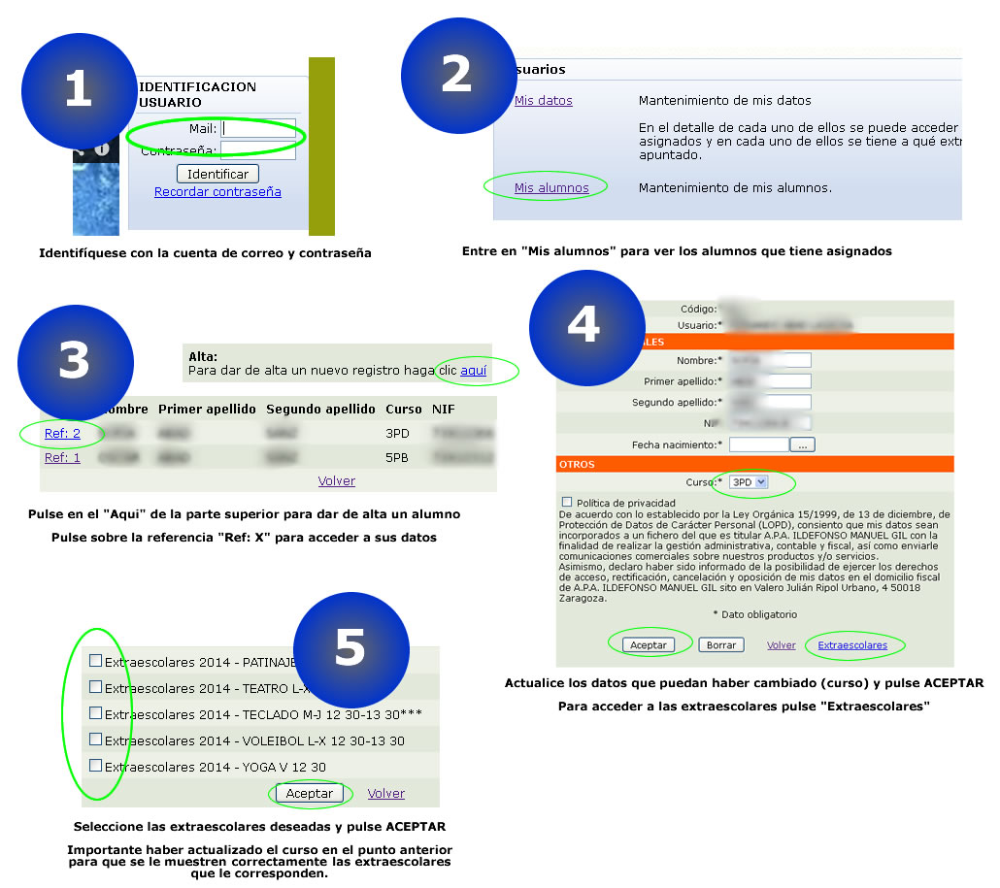 1
IDENTIFICACION
USUARIO
Mail:
Contraseña:
Identificar
Recordar contraseña
Identifíquese con la cuenta de correo y contraseña
2
suarios
Mis datos Mantenimiento de mis datos
En el detalle de cada uno de ellos se puede acceder
asignados y en cada uno de ellos se tiene a qué extr
apuntado.
Mis alumnos Mantenimiento de mis alumnos.
Entre en "Mis alumnos" para ver los alumnos que tiene asignados
3
Alta:
Para dar de alta un nuevo registro haga clic aquí
ombre Primer apellido Segundo apellido Curso NIF
Ref: 2 3PD
Ref: 1 5PB
Volver
Pulse en el "Aqui" de la parte superior para dar de alta un alumno
Pulse sobre la referencia "Ref: X" para acceder a sus datos
4
Código:
Usuario:*
ALES
Nombre:*
Primer apellido:*
Segundo apellido:*
NIF
Fecha nacimiento:* ...
OTROS
Curso:* 3PD
Política de privacidad
De acuerdo con lo establecido por la Ley Orgánica 15/1999, de 13 de diciembre, de
Protección de Datos de Carácter Personal (LOPD), consiento que mis datos sean
incorporados a un fichero del que es titular A.P.A. ILDEFONSO MANUEL GIL con la
finalidad de realizar la gestión administrativa, contable y fiscal, así como enviarle
comunicaciones comerciales sobre nuestros productos y/o servicios.
Asimismo, declaro haber sido informado de la posibilidad de ejercer los derechos
de acceso, rectificación, cancelación y oposición de mis datos en el domicilio fiscal
de A.P.A. ILDEFONSO MANUEL GIL sito en Valero Julián Ripol Urbano, 4 50018
Zaragoza.
* Dato obligatorio
Aceptar Borrar Volver Extraescolares
Actualice los datos que puedan haber cambiado (curso) y pulse ACEPTAR
Para acceder a las extraescolares pulse "Extraescolares"
5
Extraescolares 2014 - PATINAJE
Extraescolares 2014 - TEATRO L-X
Extraescolares 2014 - TECLADO M-J 12 30-13 30***
Extraescolares 2014 - VOLEIBOL L-X 12 30-13 30
Extraescolares 2014 - YOGA V 12 30
Aceptar Volver
Seleccione las extraescolares deseadas y pulse ACEPTAR
Importante haber actualizado el curso en el punto anterior
para que se le muestren correctamente las extraescolares
que le corresponden.